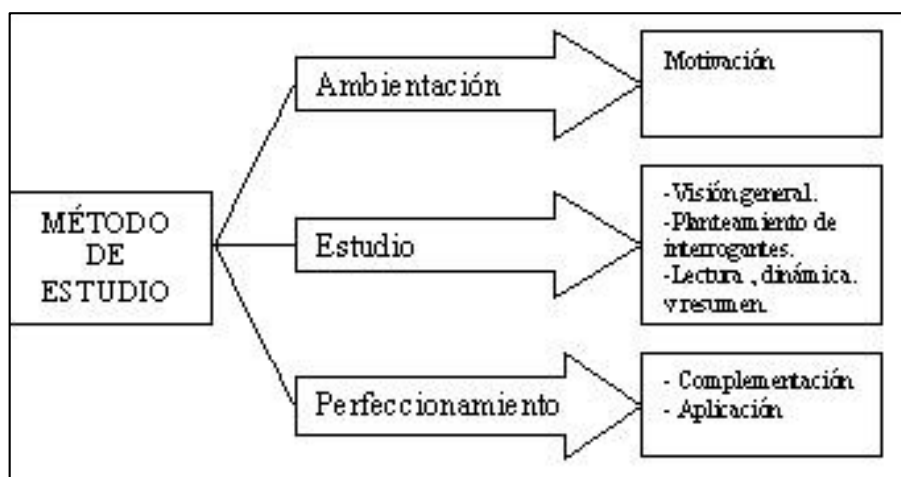 MÉTODO
DE
ESTUDIO
Ambientación
Motivación
Estudio
-Visión general.
-Planteamiento de
interrogantes.
-Lectura , dinámica.
y resumen.
Perfeccionamiento
- Complementación
- Aplicación